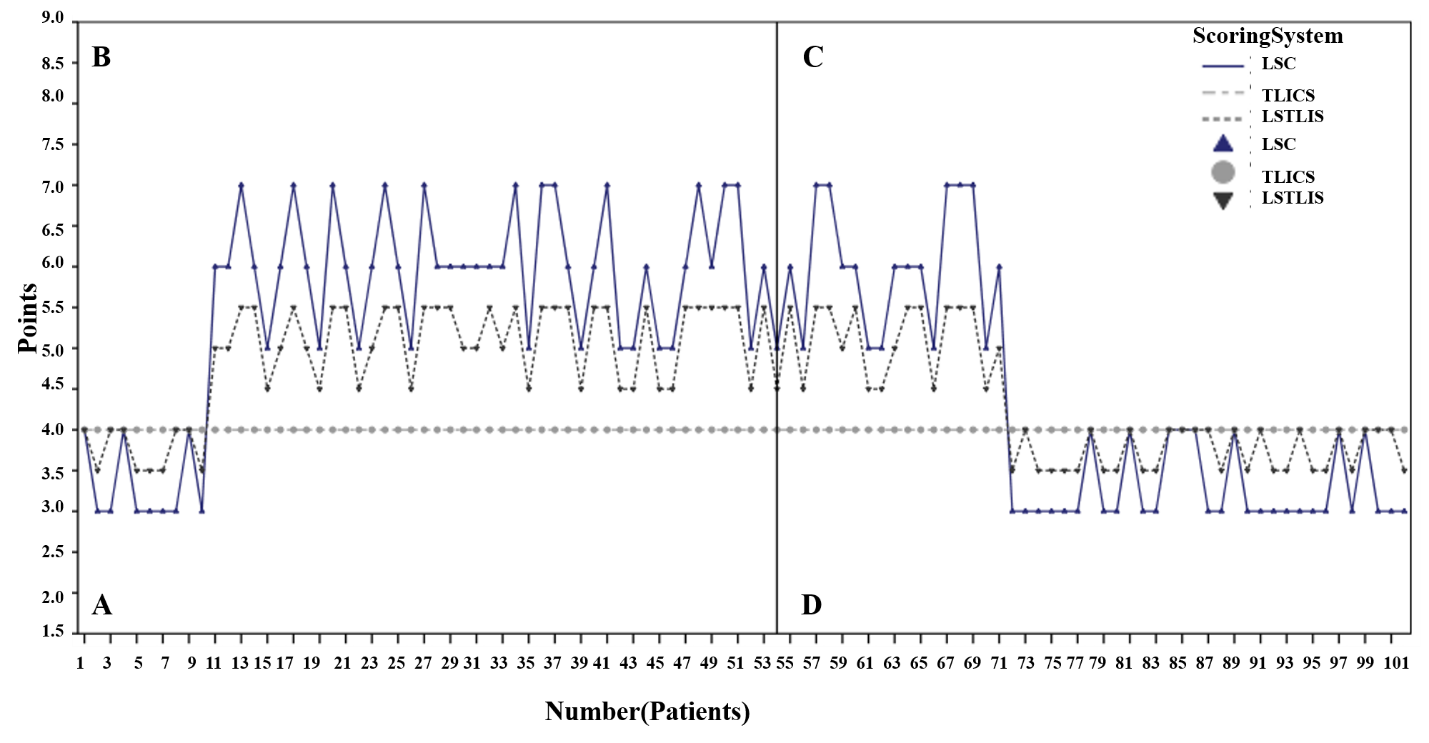 9.0
8.5
8.0
7.5
7.0
6.5
6.0
5.5
5.0
4.5
4.0
3.5
3.0
2.5
2.0
1.5
Points
B
C
A
D
ScoringSystem
LSC
TLICS
LSTLIS
LSC
TLICS
LSTLIS
1 3 5 7 9 11 13 15 17 19 21 23 25 27 29 31 33 35 37 39 41 43 45 47 49 51 53 55 57 59 61 63 65 67 69 71 73 75 77 79 81 83 85 87 89 91 93 95 97 99 101
Number(Patients)